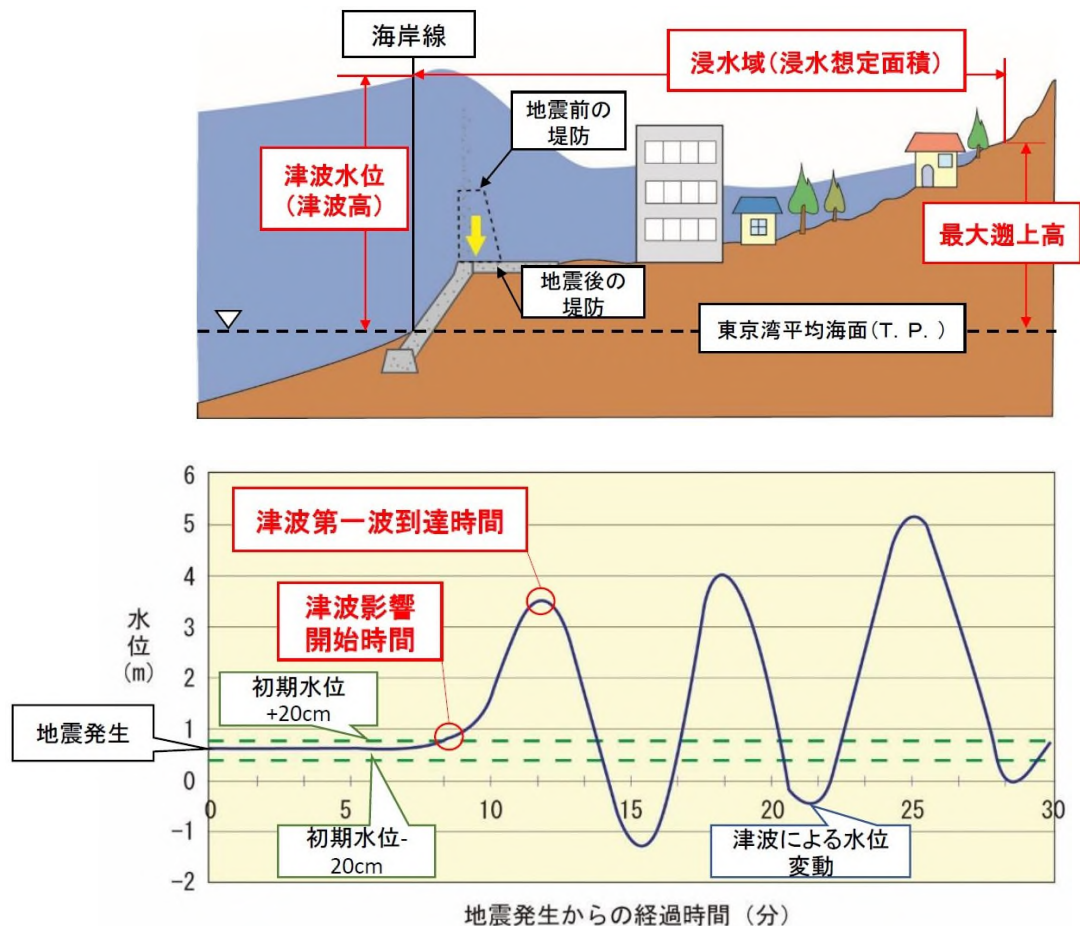 海岸線
浸水域(浸水想定面積)
地震前の
堤防
津波水位
(津波高)
最大遡上高
地震後の
堤防
東京湾平均海面(T. P. )
6
5
4
3
2
1
0
-1
-2
水位
(m)
津波第一波到達時間
津波影響
開始時間
初期水位
+20cm
地震発生
0 5 10 15 20 25 30
初期水位-
20cm
津波による水位
変動
地震発生からの経過時間(分)